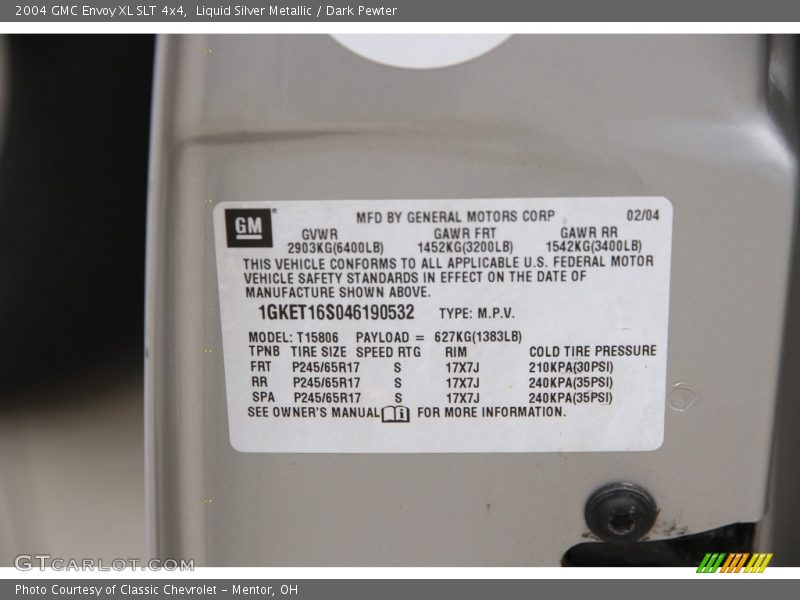 2004 GMC Envoy XL SLT 4x4, Liquid Silver Metallic / Dark Pewter
GM
MFD BY GENERAL MOTORS CORP 02/04
GVWR GAWR FRT GAWR RR
2903KG(6400LB) 1452KG(3200LB) 1542KG(3400LB)
THIS VEHICLE CONFORMS TO ALL APPLICABLE U.S. FEDERAL MOTOR
VEHICLE SAFETY STANDARDS IN EFFECT ON THE DATE OF
MANUFACTURE SHOWN ABOVE.
1GKET16S046190532 TYPE: M.P.V.
MODEL: T15806 PAYLOAD = 627KG(1383LB)
TPNB TIRE SIZE SPEED RTG RIM COLD TIRE PRESSURE
FRT P245/65R17 S 17X7J 210KPA(30PSI)
RR P245/65R17 S 17X7J 240KPA(35PSI)
SPA P245/65R17 S 17X7J 240KPA(35PSI)
SEE OWNER'S MANUAL FOR MORE INFORMATION.
GTCARLOT.COM
Photo Courtesy of Classic Chevrolet - Mentor, OH